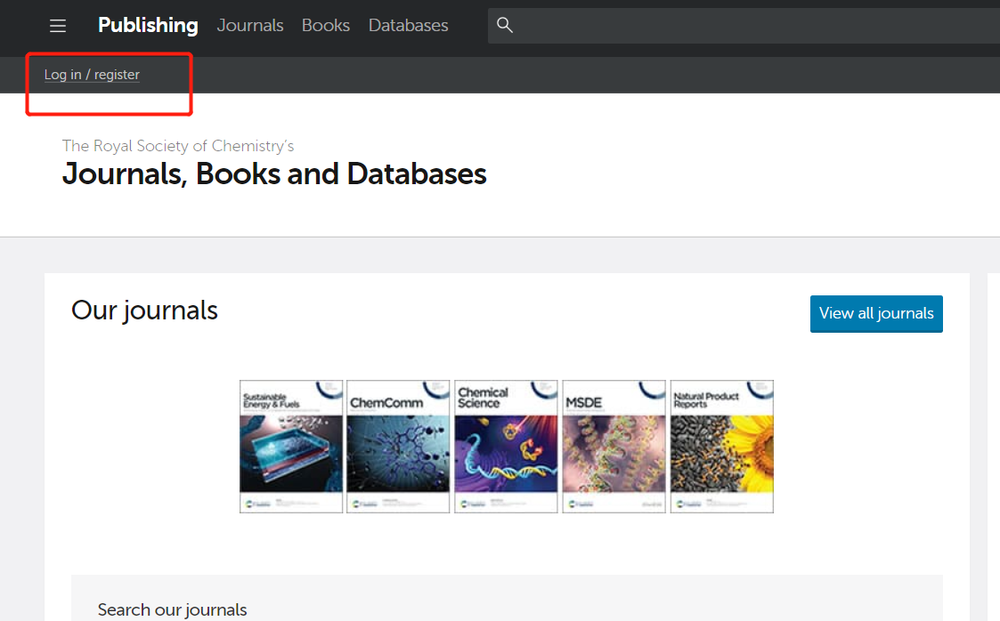 Publishing Journals Books Databases
Log in / register
The Royal Society of Chemistry's
Journals, Books and Databases
Our journals
View all journals
Sustainable
Energy & Fuels
ChemComm
Chemical
Science
MSDE
Natural Product
Reports
Search our journals